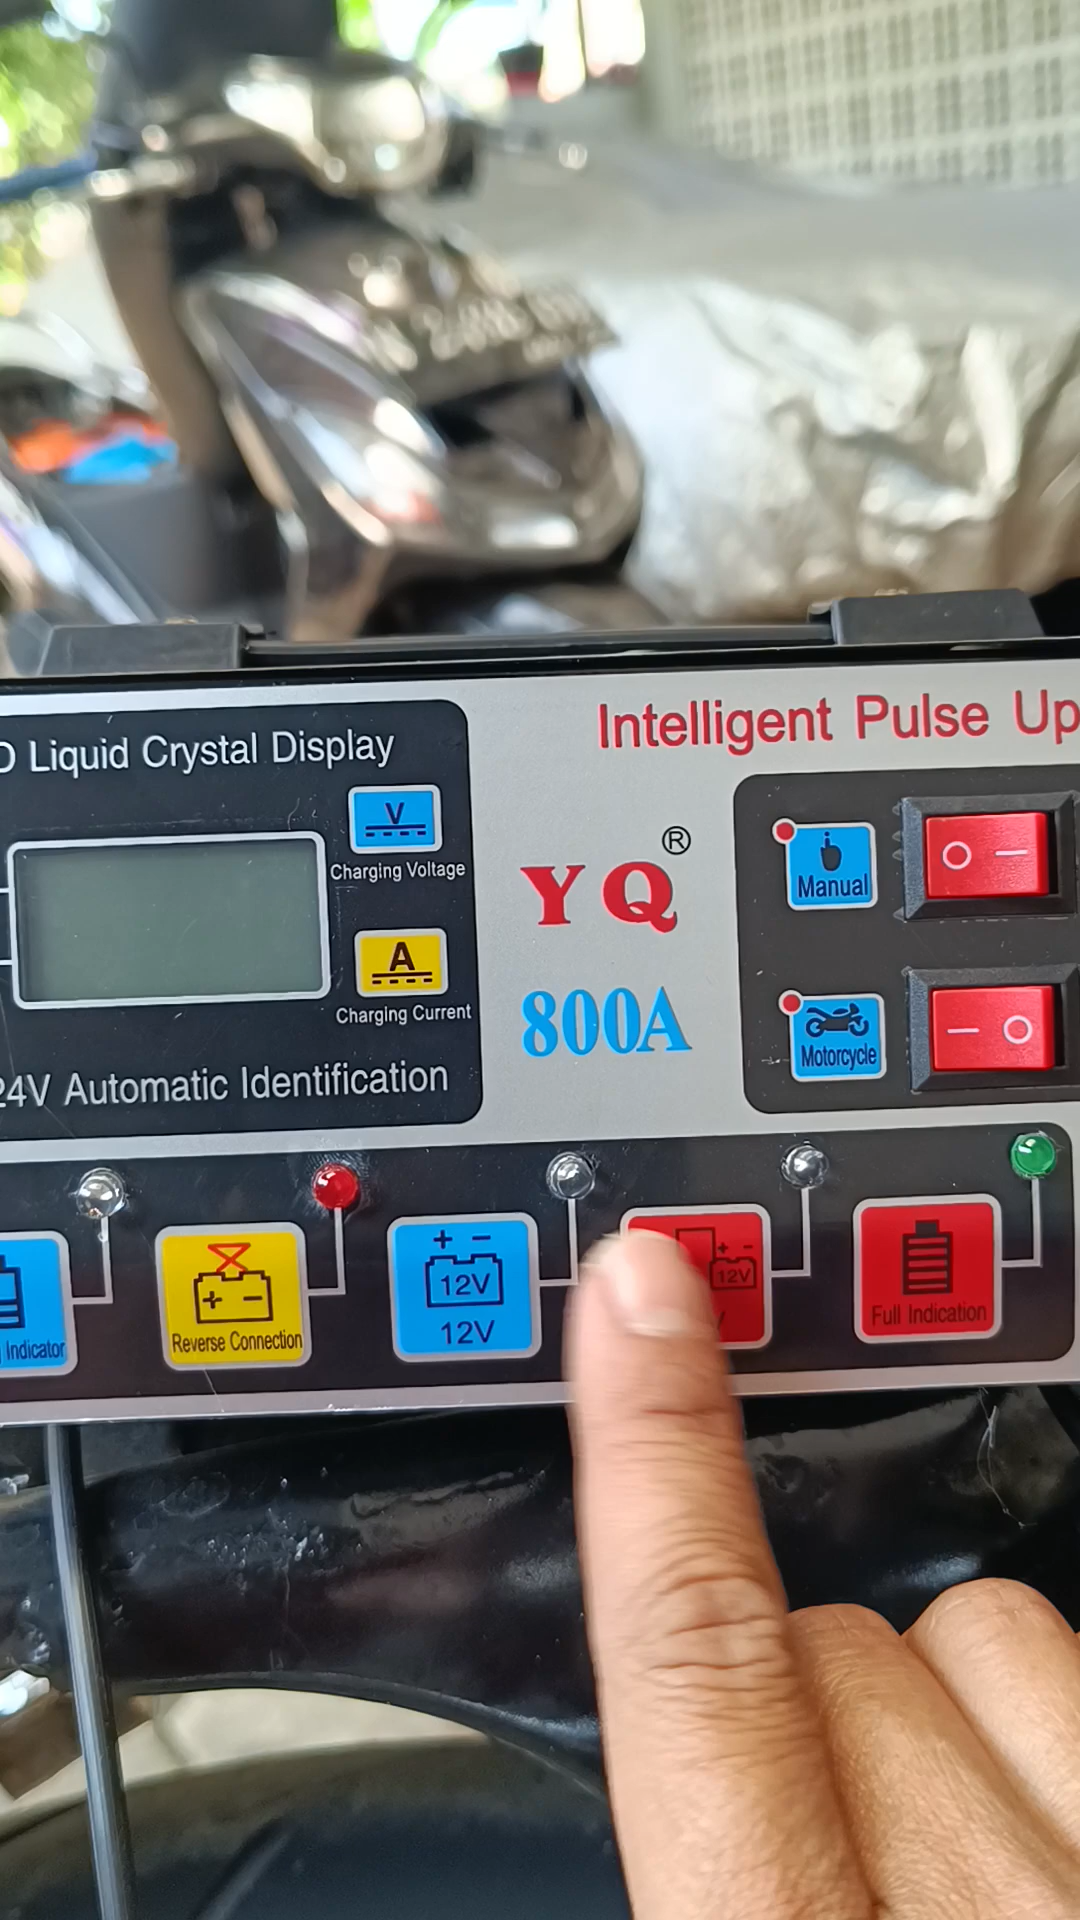 Intelligent Pulse Up
D Liquid Crystal Display
V
Charging Voltage
A
Charging Current
24V Automatic Identification
YQ®
800A
Manual
Motorcycle
Indicator
+ -
Reverse Connection
+ -
12V
12V
+ -
12V
V
Full Indication